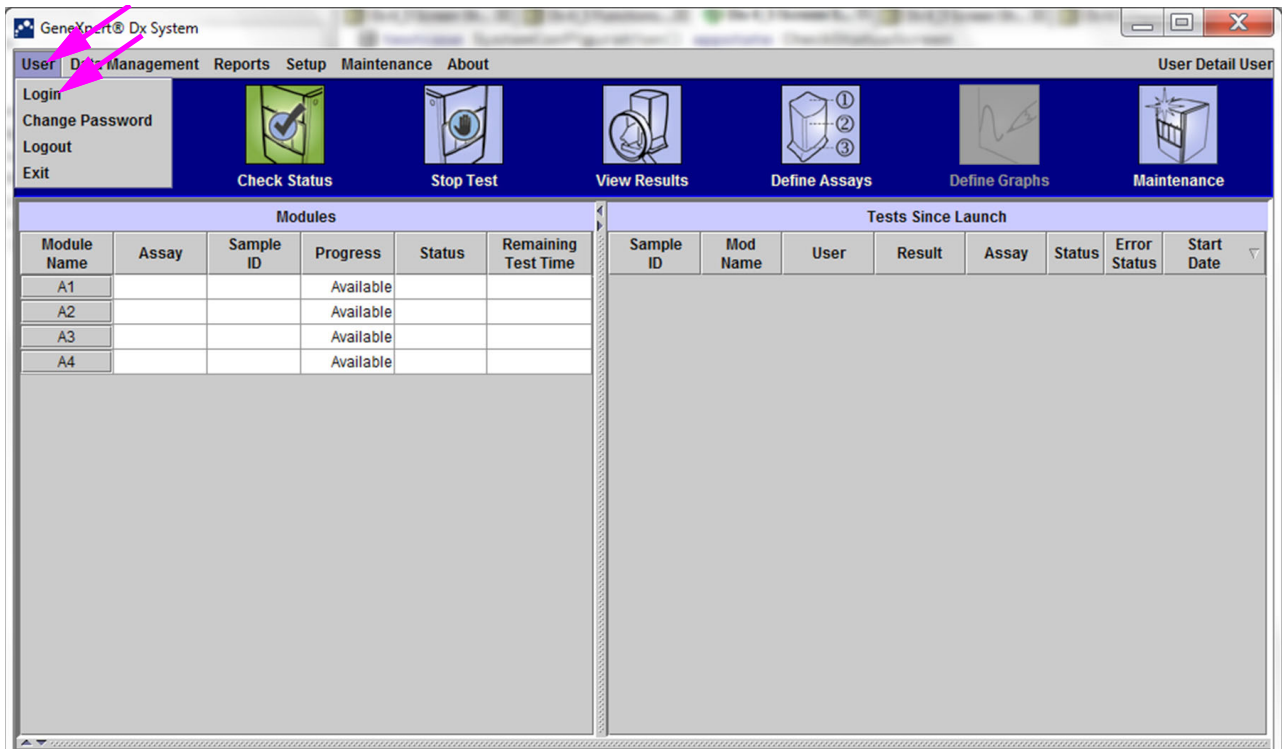 GeneXpert® Dx System
User Data Management Reports Setup Maintenance About User Detail User
Login
Change Password
Logout
Exit
Check Status Stop Test View Results Define Assays Define Graphs Maintenance
① ② ③
Modules
Tests Since Launch
Module Name Assay Sample ID Progress Status Remaining Test Time
Sample ID Mod Name User Result Assay Status Error Status Start Date
A1 Available
A2 Available
A3 Available
A4 Available